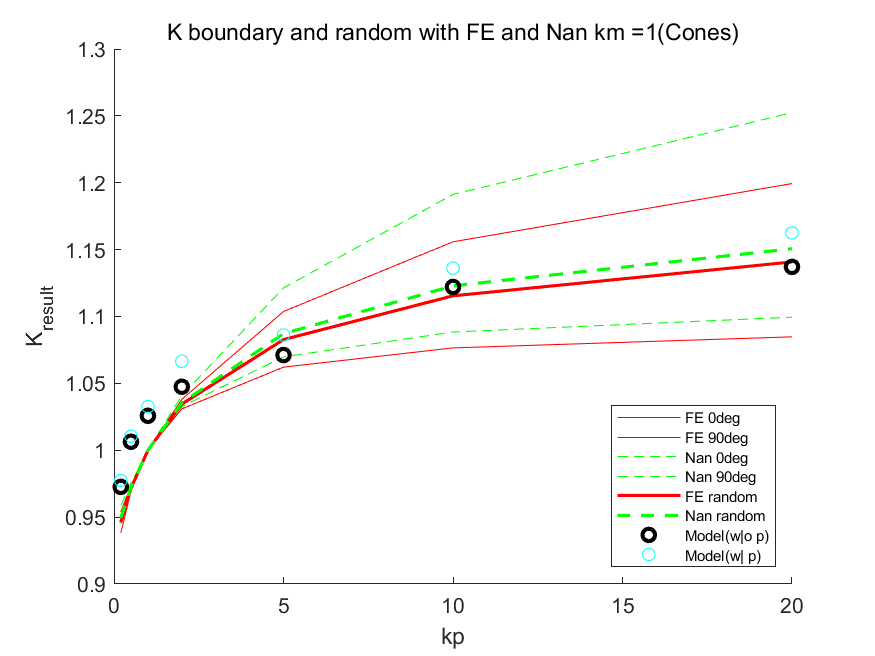 K boundary and random with FE and Nan km =1(Cones)
1.3
1.25
1.2
1.15
1.1
1.05
1
0.95
0.9
K_result
0 5 10 15 20
kp
FE 0deg
FE 90deg
Nan 0deg
Nan 90deg
FE random
Nan random
Model(w|o p)
Model(w| p)